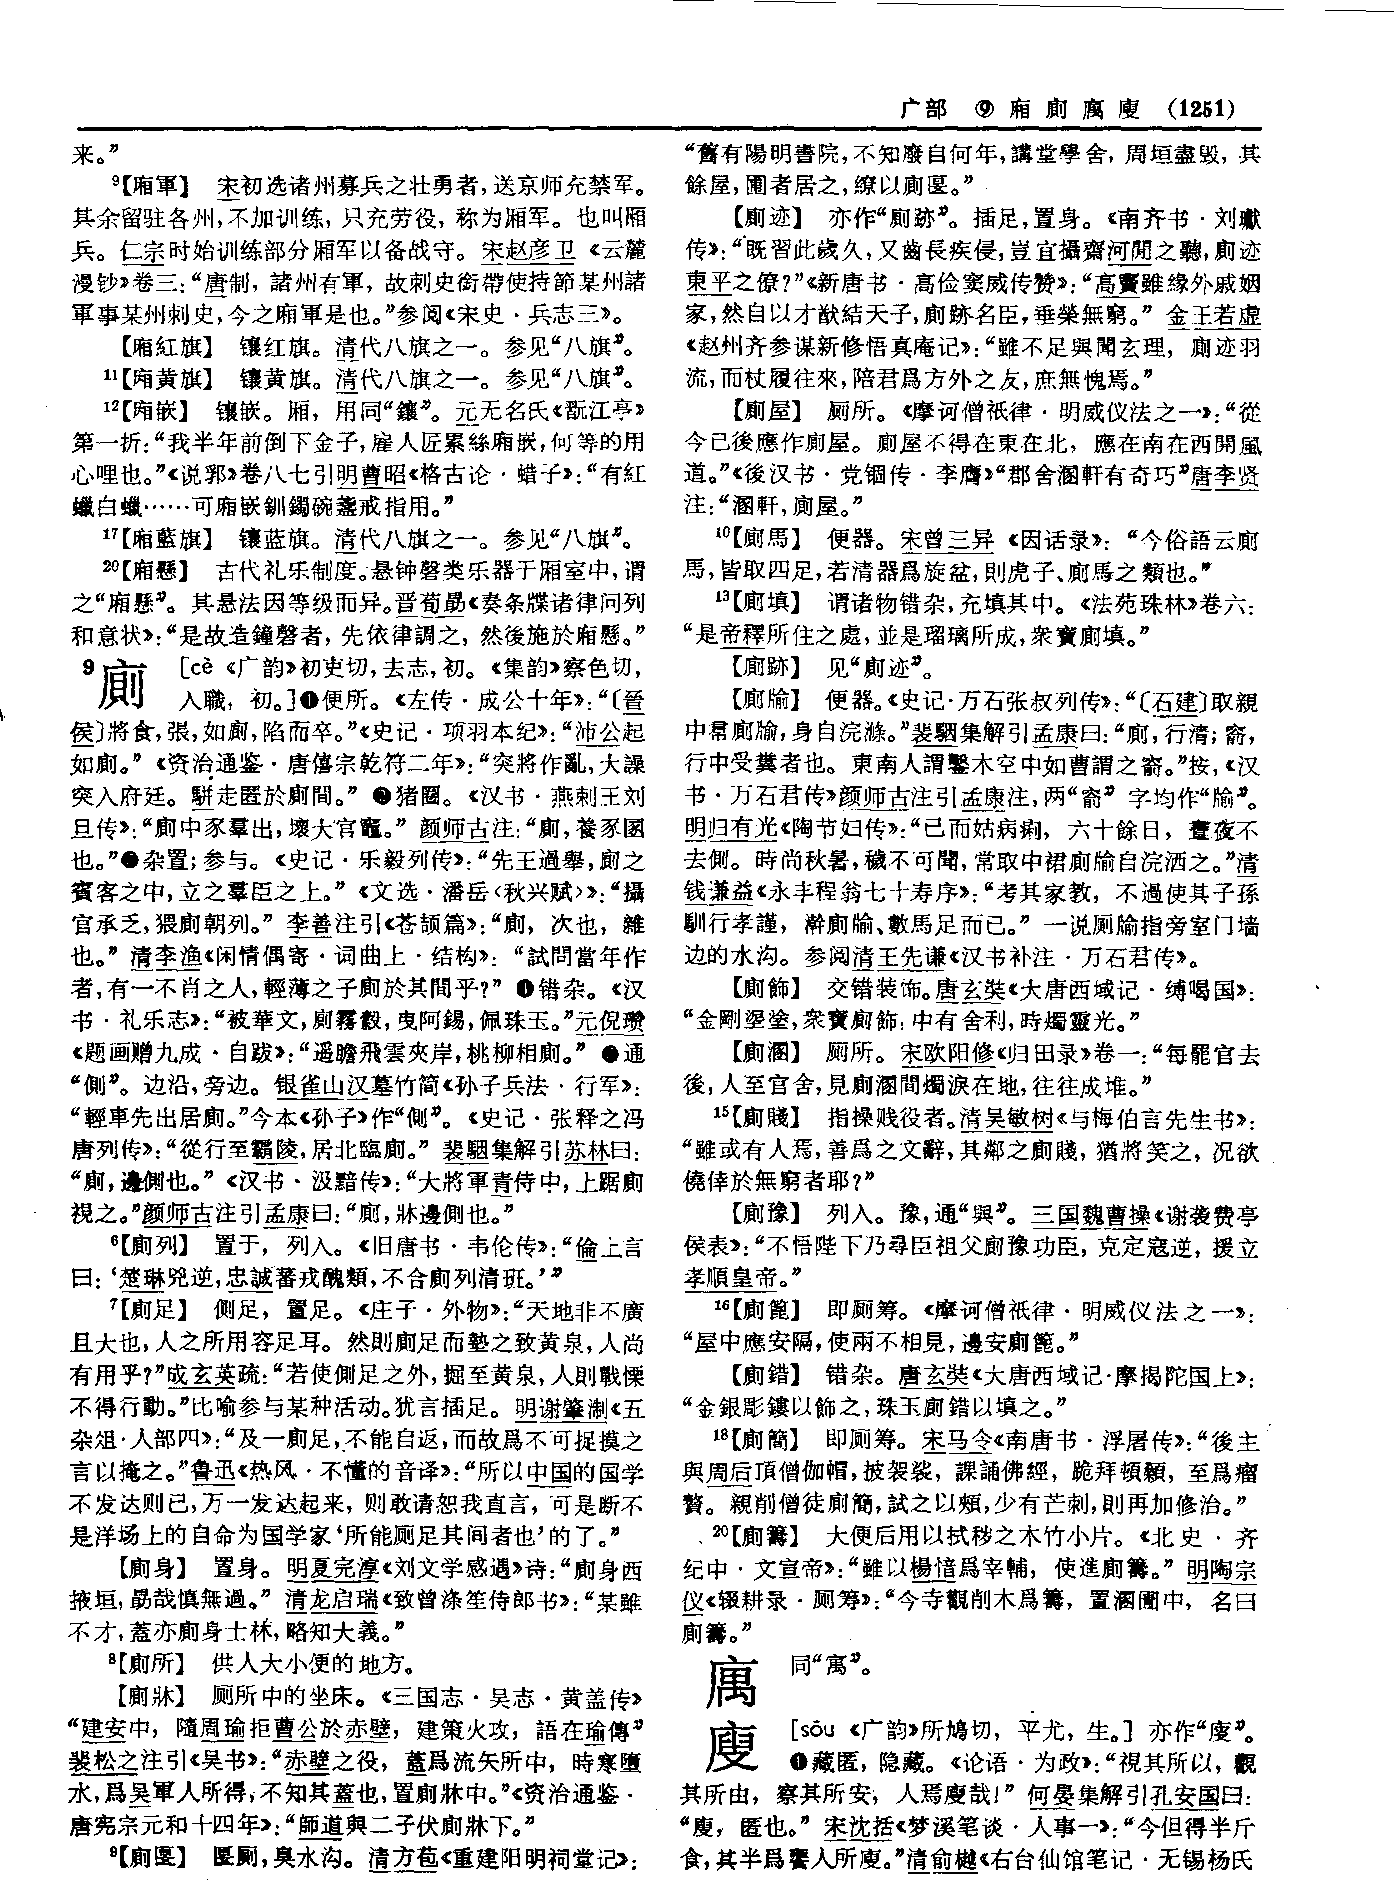 广部 ⑨ 廂 廁 庽 廋 (1251)
来。”
⁹【廂軍】 宋初选诸州募兵之壮勇者,送京师充禁军。
其余留驻各州,不加训练,只充劳役,称为厢军。也叫厢
兵。仁宗时始训练部分厢军以备战守。宋赵彦卫《云麓
漫钞》卷三:“唐制,諸州有軍,故刺史銜帶使持節某州諸
軍事某州刺史,今之廂軍是也。”参阅《宋史·兵志三》。
【廂紅旗】 镶红旗。清代八旗之一。参见“八旗”。
¹¹【廂黄旗】 镶黄旗。清代八旗之一。参见“八旗”。
¹²【廂嵌】 镶嵌。厢,用同“鑲”。元无名氏《翫江亭》
第一折:“我半年前倒下金子,雇人匠累絲廂嵌,何等的用
心哩也。”《说郛》卷八七引明曹昭《格古论·蜡子》:“有紅
蠟白蠟……可廂嵌釧鐲碗盞戒指用。”
¹⁷【廂藍旗】 镶蓝旗。清代八旗之一。参见“八旗”。
²⁰【廂懸】 古代礼乐制度。悬钟磬类乐器于厢室中,谓
之“廂懸”。其悬法因等级而异。晋荀勗《奏条牒诸律问列
和意状》:“是故造鐘磬者,先依律調之,然後施於廂懸。”
9 廁 [cè 《广韵》初吏切,去志,初。《集韵》察色切,
入職,初。]❶便所。《左传·成公十年》:“〔晉
侯〕將食,張,如廁,陷而卒。”《史记·项羽本纪》:“沛公起
如廁。”《资治通鉴·唐僖宗乾符二年》:“突將作亂,大譟
突入府廷。駢走匿於廁間。” ❷猪圈。《汉书·燕刺王刘
旦传》:“廁中豕羣出,壞大官竈。”颜师古注:“廁,養豕圂
也。”❸杂置;参与。《史记·乐毅列传》:“先王過舉,廁之
賓客之中,立之羣臣之上。”《文选·潘岳〈秋兴赋〉》:“攝
官承乏,猥廁朝列。”李善注引《苍颉篇》:“廁,次也,雜
也。”清李渔《闲情偶寄·词曲上·结构》:“試問當年作
者,有一不肖之人,輕薄之子廁於其間乎?” ❹错杂。《汉
书·礼乐志》:“被華文,廁霧縠,曳阿錫,佩珠玉。”元倪瓒
《题画赠九成·自跋》:“遥瞻飛雲夾岸,桃柳相廁。” ❺通
“側”。边沿,旁边。银雀山汉墓竹简《孙子兵法·行军》:
“輕車先出居廁。”今本《孙子》作“側”。《史记·张释之冯
唐列传》:“從行至霸陵,居北臨廁。”裴駰集解引苏林曰:
“廁,邊側也。”《汉书·汲黯传》:“大將軍青侍中,上踞廁
視之。”颜师古注引孟康曰:“廁,牀邊側也。”
⁶【廁列】 置于,列入。《旧唐书·韦伦传》:“倫上言
曰:‘楚琳兇逆,忠誠蕃戎醜類,不合廁列清班。’”
⁷【廁足】 侧足,置足。《庄子·外物》:“天地非不廣
且大也,人之所用容足耳。然則廁足而墊之致黄泉,人尚
有用乎?”成玄英疏:“若使側足之外,掘至黄泉,人則戰慄
不得行動。”比喻参与某种活动。犹言插足。明谢肇淛《五
杂俎·人部四》:“及一廁足,不能自返,而故爲不可捉摸之
言以掩之。”鲁迅《热风·不懂的音译》:“所以中国的国学
不发达则已,万一发达起来,则敢请恕我直言,可是断不
是洋场上的自命为国学家‘所能厕足其间者也’的了。”
【廁身】 置身。明夏完淳《刘文学感遇》诗:“廁身西
掖垣,勗哉慎無過。”清龙启瑞《致曾涤笙侍郎书》:“某雖
不才,蓋亦廁身士林,略知大義。”
⁸【廁所】 供人大小便的地方。
【廁牀】 厕所中的坐床。《三国志·吴志·黄盖传》
“建安中,隨周瑜拒曹公於赤壁,建策火攻,語在瑜傳”
裴松之注引《吴书》:“赤壁之役,蓋爲流矢所中,時寒墮
水,爲吴軍人所得,不知其蓋也,置廁牀中。”《资治通鉴·
唐宪宗元和十四年》:“師道與二子伏廁牀下。”
⁹【廁匽】 匽厕,臭水沟。清方苞《重建阳明祠堂记》:
“舊有陽明書院,不知廢自何年,講堂學舍,周垣盡毁,其
餘屋,圃者居之,缭以廁匽。”
【廁迹】 亦作“廁跡”。插足,置身。《南齐书·刘瓛
传》:“既習此歲久,又齒長疾侵,豈宜攝齋河間之聽,廁迹
東平之僚?”《新唐书·高俭窦威传赞》:“高竇雖緣外戚姻
家,然自以才猷結天子,廁跡名臣,垂榮無窮。”金王若虚
《赵州齐参谋新修悟真庵记》:“雖不足與聞玄理,廁迹羽
流,而杖履往來,陪君爲方外之友,庶無愧焉。”
【廁屋】 厕所。《摩诃僧祇律·明威仪法之一》:“從
今已後應作廁屋。廁屋不得在東在北,應在南在西開風
道。”《後汉书·党锢传·李膺》“郡舍溷軒有奇巧”唐李贤
注:“溷軒,廁屋。”
¹⁰【廁馬】 便器。宋曾三异《因话录》:“今俗語云廁
馬,皆取四足,若清器爲旋盆,則虎子、廁馬之類也。”
¹³【廁填】 谓诸物错杂,充填其中。《法苑珠林》卷六:
“是帝釋所住之處,並是瑠璃所成,衆寶廁填。”
【廁跡】 见“廁迹”。
【廁牏】 便器。《史记·万石张叔列传》:“〔石建〕取親
中帬廁牏,身自浣滌。”裴駰集解引孟康曰:“廁,行清;窬,
行中受糞者也。東南人謂鑿木空中如曹謂之窬。”按,《汉
书·万石君传》颜师古注引孟康注,两“窬”字均作“牏”。
明归有光《陶节妇传》:“已而姑病痢,六十餘日,晝夜不
去側。時尚秋暑,穢不可聞,常取中裙廁牏自浣洒之。”清
钱谦益《永丰程翁七十寿序》:“考其家教,不過使其子孫
馴行孝謹,澣廁牏、數馬足而已。”一说厕牏指旁室门墙
边的水沟。参阅清王先谦《汉书补注·万石君传》。
【廁飾】 交错装饰。唐玄奘《大唐西域记·缚喝国》:
“金剛堊塗,衆寶廁飾,中有舍利,時燭靈光。”
【廁溷】 厕所。宋欧阳修《归田录》卷一:“每罷官去
後,人至官舍,見廁溷間燭淚在地,往往成堆。”
¹⁵【廁賤】 指操贱役者。清吴敏树《与梅伯言先生书》:
“雖或有人焉,善爲之文辭,其鄰之廁賤,猶將笑之,况欲
僥倖於無窮者耶?”
【廁豫】 列入。豫,通“與”。三国魏曹操《谢袭费亭
侯表》:“不悟陛下乃尋臣祖父廁豫功臣,克定寇逆,援立
孝順皇帝。”
¹⁶【廁篦】 即厕筹。《摩诃僧祇律·明威仪法之一》:
“屋中應安隔,使兩不相見,邊安廁篦。”
【廁錯】 错杂。唐玄奘《大唐西域记·摩揭陀国上》:
“金銀彫鏤以飾之,珠玉廁錯以填之。”
¹⁸【廁簡】 即厕筹。宋马令《南唐书·浮屠传》:“後主
與周后頂僧伽帽,披袈裟,課誦佛經,跪拜頓顙,至爲瘤
贅。親削僧徒廁簡,試之以頰,少有芒刺,則再加修治。”
²⁰【廁籌】 大便后用以拭秽之木竹小片。《北史·齐
纪中·文宣帝》:“雖以楊愔爲宰輔,使進廁籌。”明陶宗
仪《辍耕录·厕筹》:“今寺觀削木爲籌,置溷圊中,名曰
廁籌。”
庽 同“寓”。
廋 [sōu 《广韵》所鳩切,平尤,生。] 亦作“廀”。
❶藏匿,隐藏。《论语·为政》:“視其所以,觀
其所由,察其所安,人焉廋哉!”何晏集解引孔安国曰:
“廋,匿也。”宋沈括《梦溪笔谈·人事一》:“今但得半斤
食,其半爲饔人所廋。”清俞樾《右台仙馆笔记·无锡杨氏